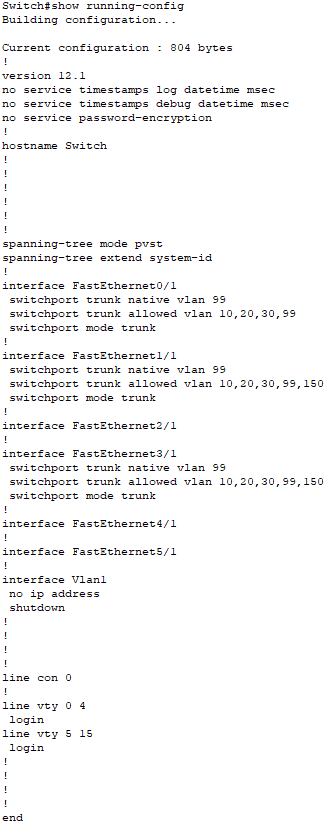 Switch#show running-config
Building configuration...
Current configuration : 804 bytes
!
version 12.1
no service timestamps log datetime msec
no service timestamps debug datetime msec
no service password-encryption
!
hostname Switch
!
!
!
!
!
!
spanning-tree mode pvst
spanning-tree extend system-id
!
interface FastEthernet0/1
 switchport trunk native vlan 99
 switchport trunk allowed vlan 10,20,30,99
 switchport mode trunk
!
interface FastEthernet1/1
 switchport trunk native vlan 99
 switchport trunk allowed vlan 10,20,30,99,150
 switchport mode trunk
!
interface FastEthernet2/1
!
interface FastEthernet3/1
 switchport trunk native vlan 99
 switchport trunk allowed vlan 10,20,30,99,150
 switchport mode trunk
!
interface FastEthernet4/1
!
interface FastEthernet5/1
!
interface Vlan1
 no ip address
 shutdown
!
!
!
!
line con 0
!
line vty 0 4
 login
line vty 5 15
 login
!
!
!
!
end